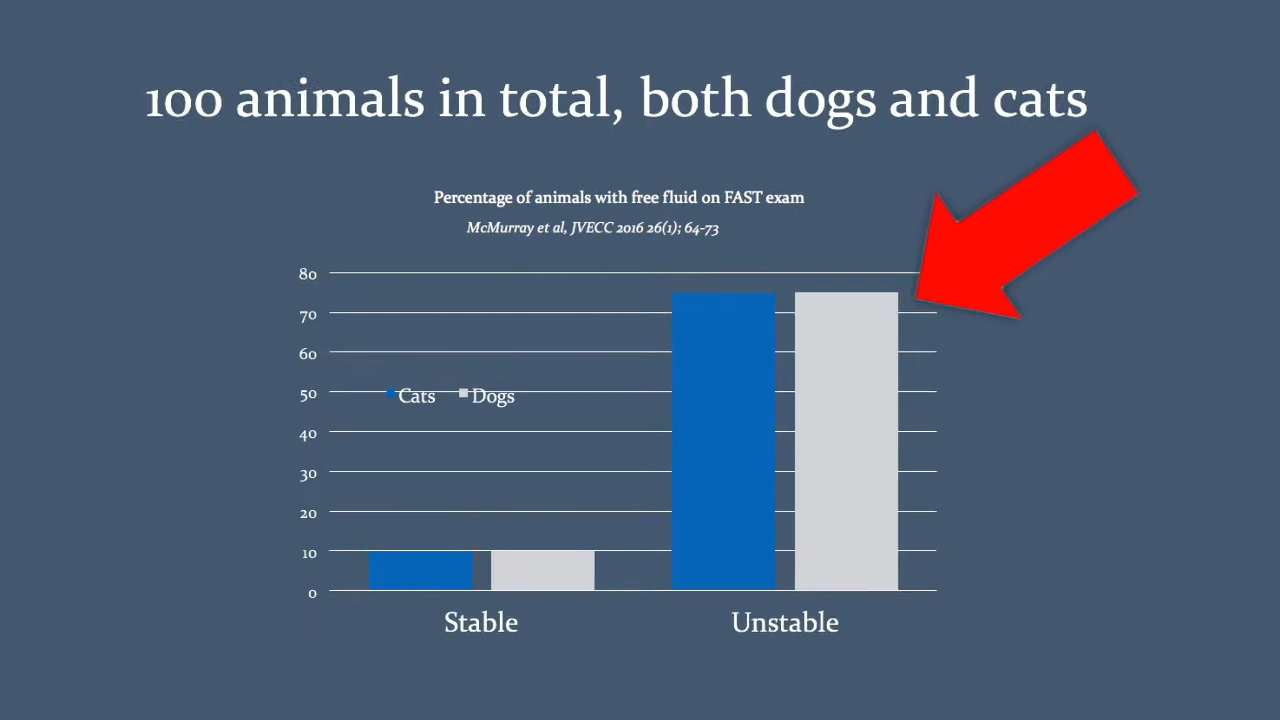 100 animals in total, both dogs and cats
Percentage of animals with free fluid on FAST exam
McMurray et al, JVECC 2016 26(1); 64-73
80
70
60
50
40
30
20
10
0
Cats Dogs
Stable Unstable